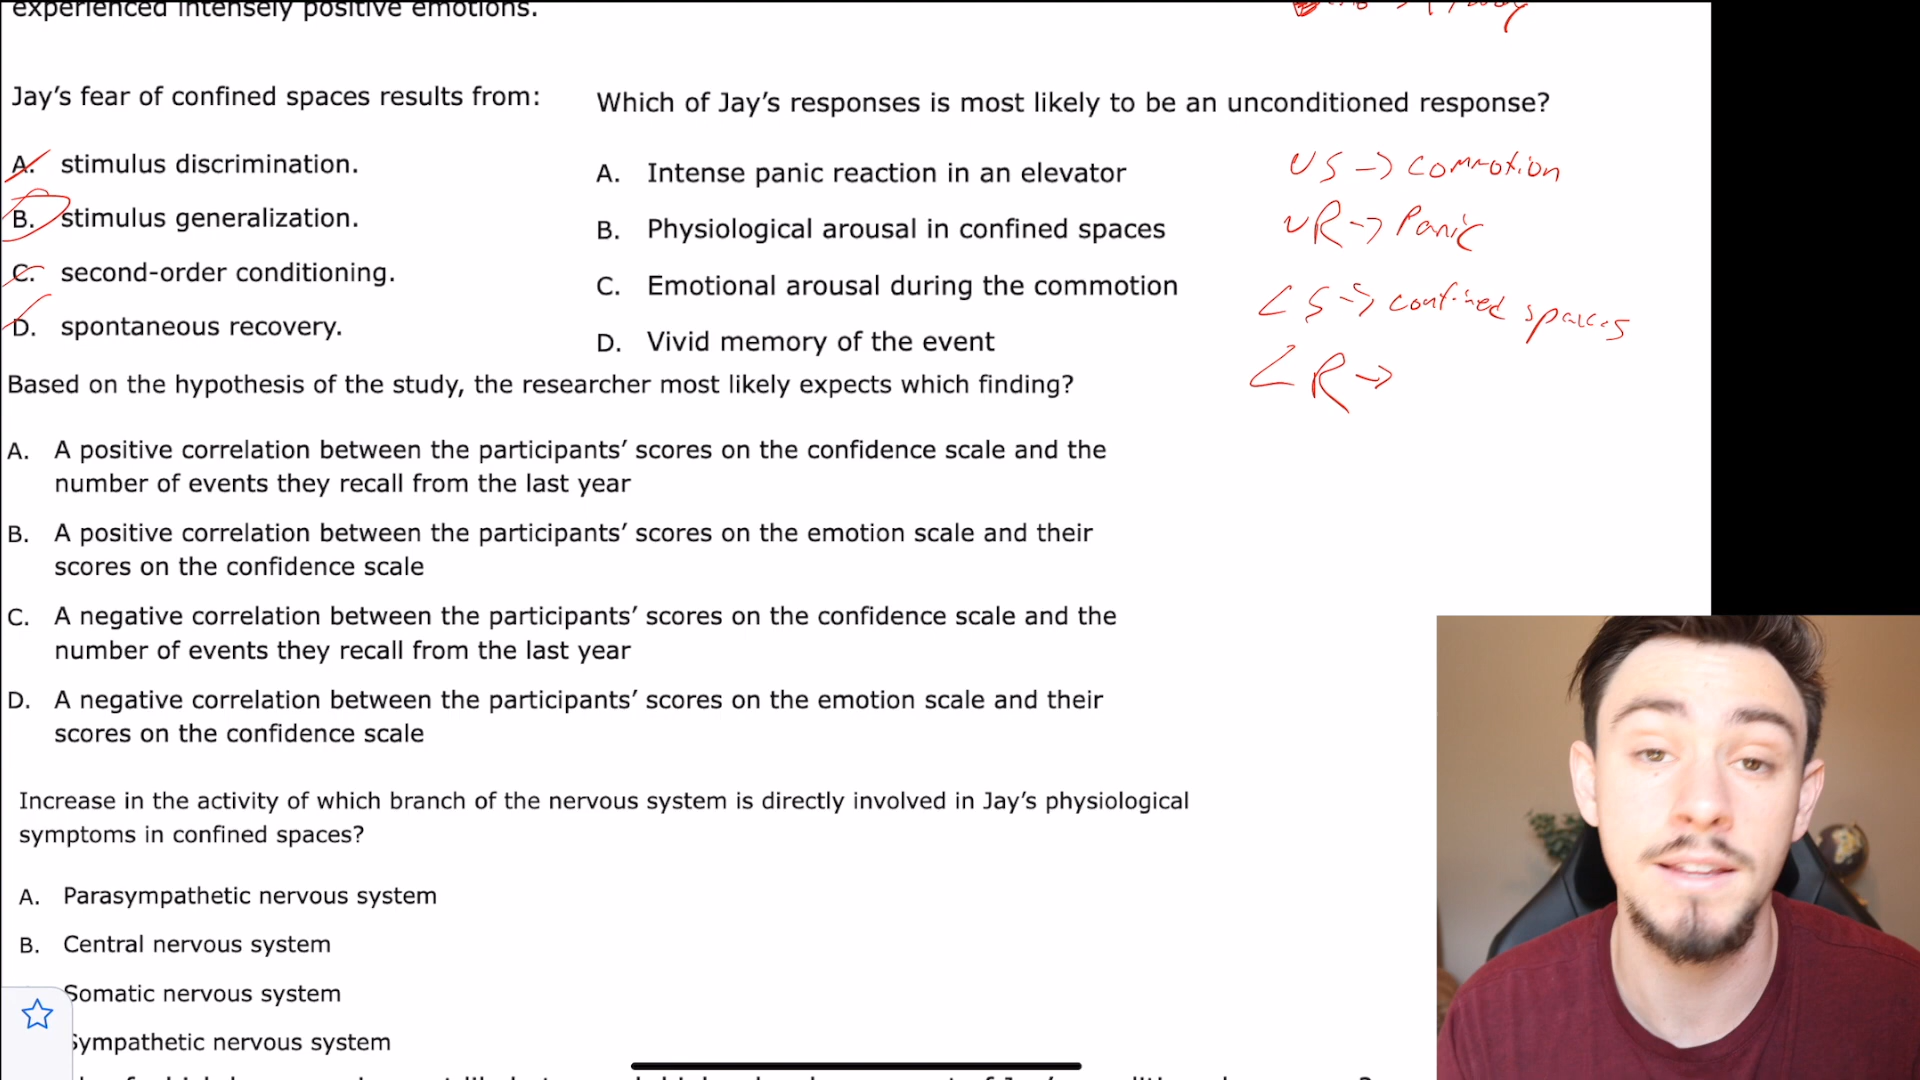 experienced intensely positive emotions.
Jay's fear of confined spaces results from:
A. stimulus discrimination.
B. stimulus generalization.
C. second-order conditioning.
D. spontaneous recovery.
Which of Jay's responses is most likely to be an unconditioned response?
A. Intense panic reaction in an elevator
B. Physiological arousal in confined spaces
C. Emotional arousal during the commotion
D. Vivid memory of the event
US → commotion
UR → Panic
CS → confined spaces
CR →
Based on the hypothesis of the study, the researcher most likely expects which finding?
A. A positive correlation between the participants' scores on the confidence scale and the
number of events they recall from the last year
B. A positive correlation between the participants' scores on the emotion scale and their
scores on the confidence scale
C. A negative correlation between the participants' scores on the confidence scale and the
number of events they recall from the last year
D. A negative correlation between the participants' scores on the emotion scale and their
scores on the confidence scale
Increase in the activity of which branch of the nervous system is directly involved in Jay's physiological
symptoms in confined spaces?
A. Parasympathetic nervous system
B. Central nervous system
Somatic nervous system
Sympathetic nervous system